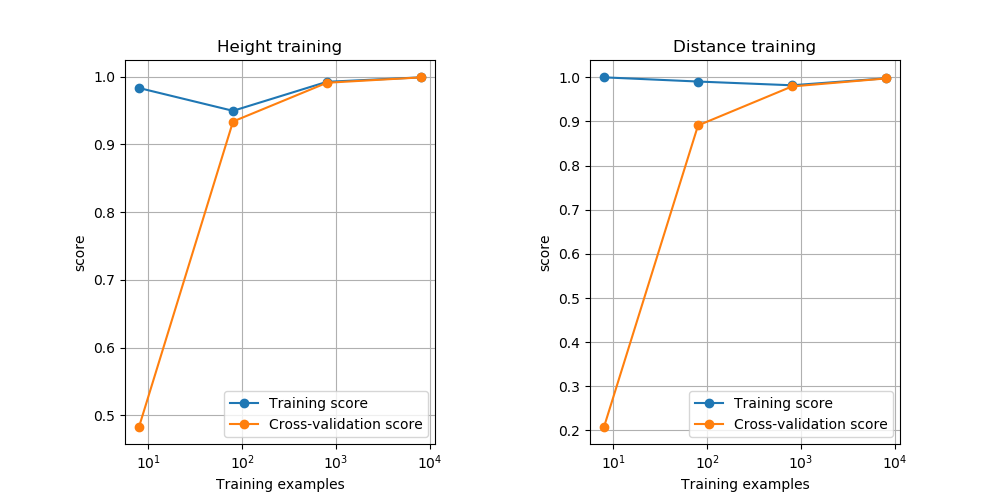 Height training
score
1.0
0.9
0.8
0.7
0.6
0.5
10¹
10²
10³
10⁴
Training examples
Training score
Cross-validation score
Distance training
score
1.0
0.9
0.8
0.7
0.6
0.5
0.4
0.3
0.2
10¹
10²
10³
10⁴
Training examples
Training score
Cross-validation score